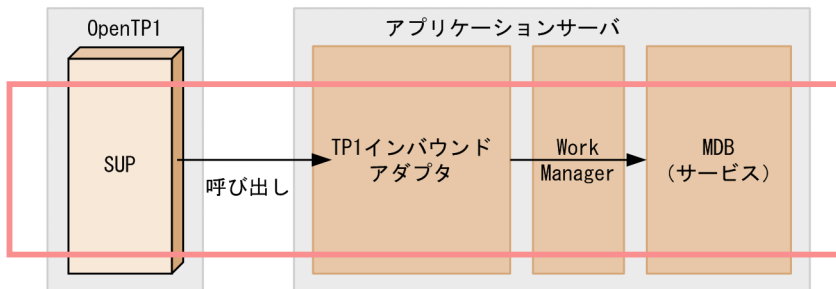 OpenTP1
アプリケーションサーバ
SUP
呼び出し
TP1インバウンド
アダプタ
Work
Manager
MDB
（サービス）